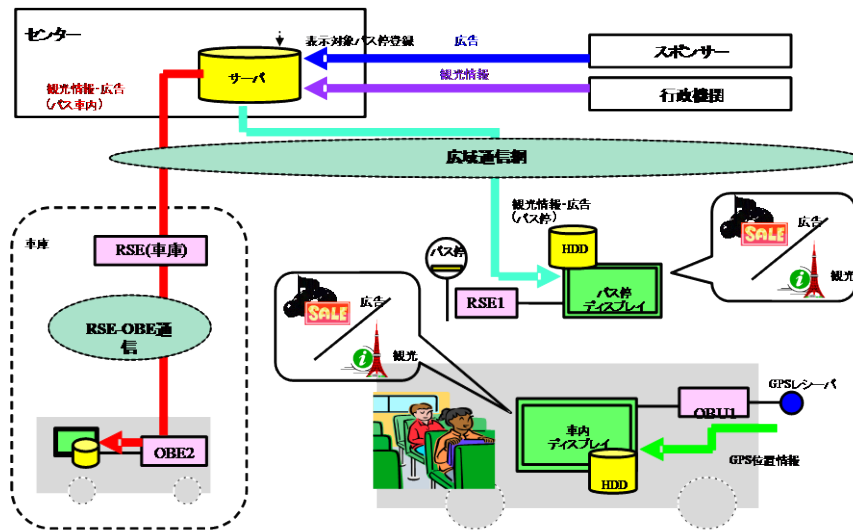 センター
表示対象バス停登録
広告
スポンサー
サーバ
観光情報
行政機関
観光情報・広告
(バス車内)
広域通信網
観光情報・広告
(バス停)
車庫
RSE(車庫)
バス停
HDD
SALE
広告
i
観光
RSE1
バス停
ディスプレイ
RSE-OBE通
信
SALE
広告
i
観光
GPSレシーバ
OBU1
車内
ディスプレイ
OBE2
HDD
GPS位置情報